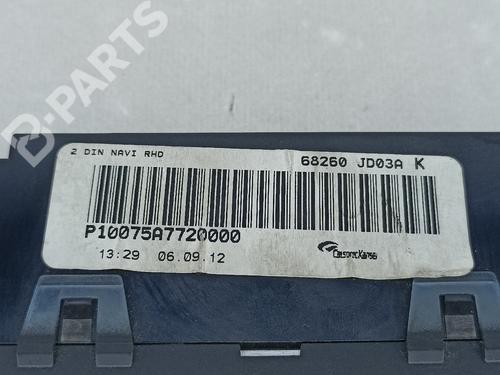 B-PARTS
2 DIN NAVI RHD
68260 JD03A K
P10075A7720000
13:29 06.09.12
CalsonicKansei